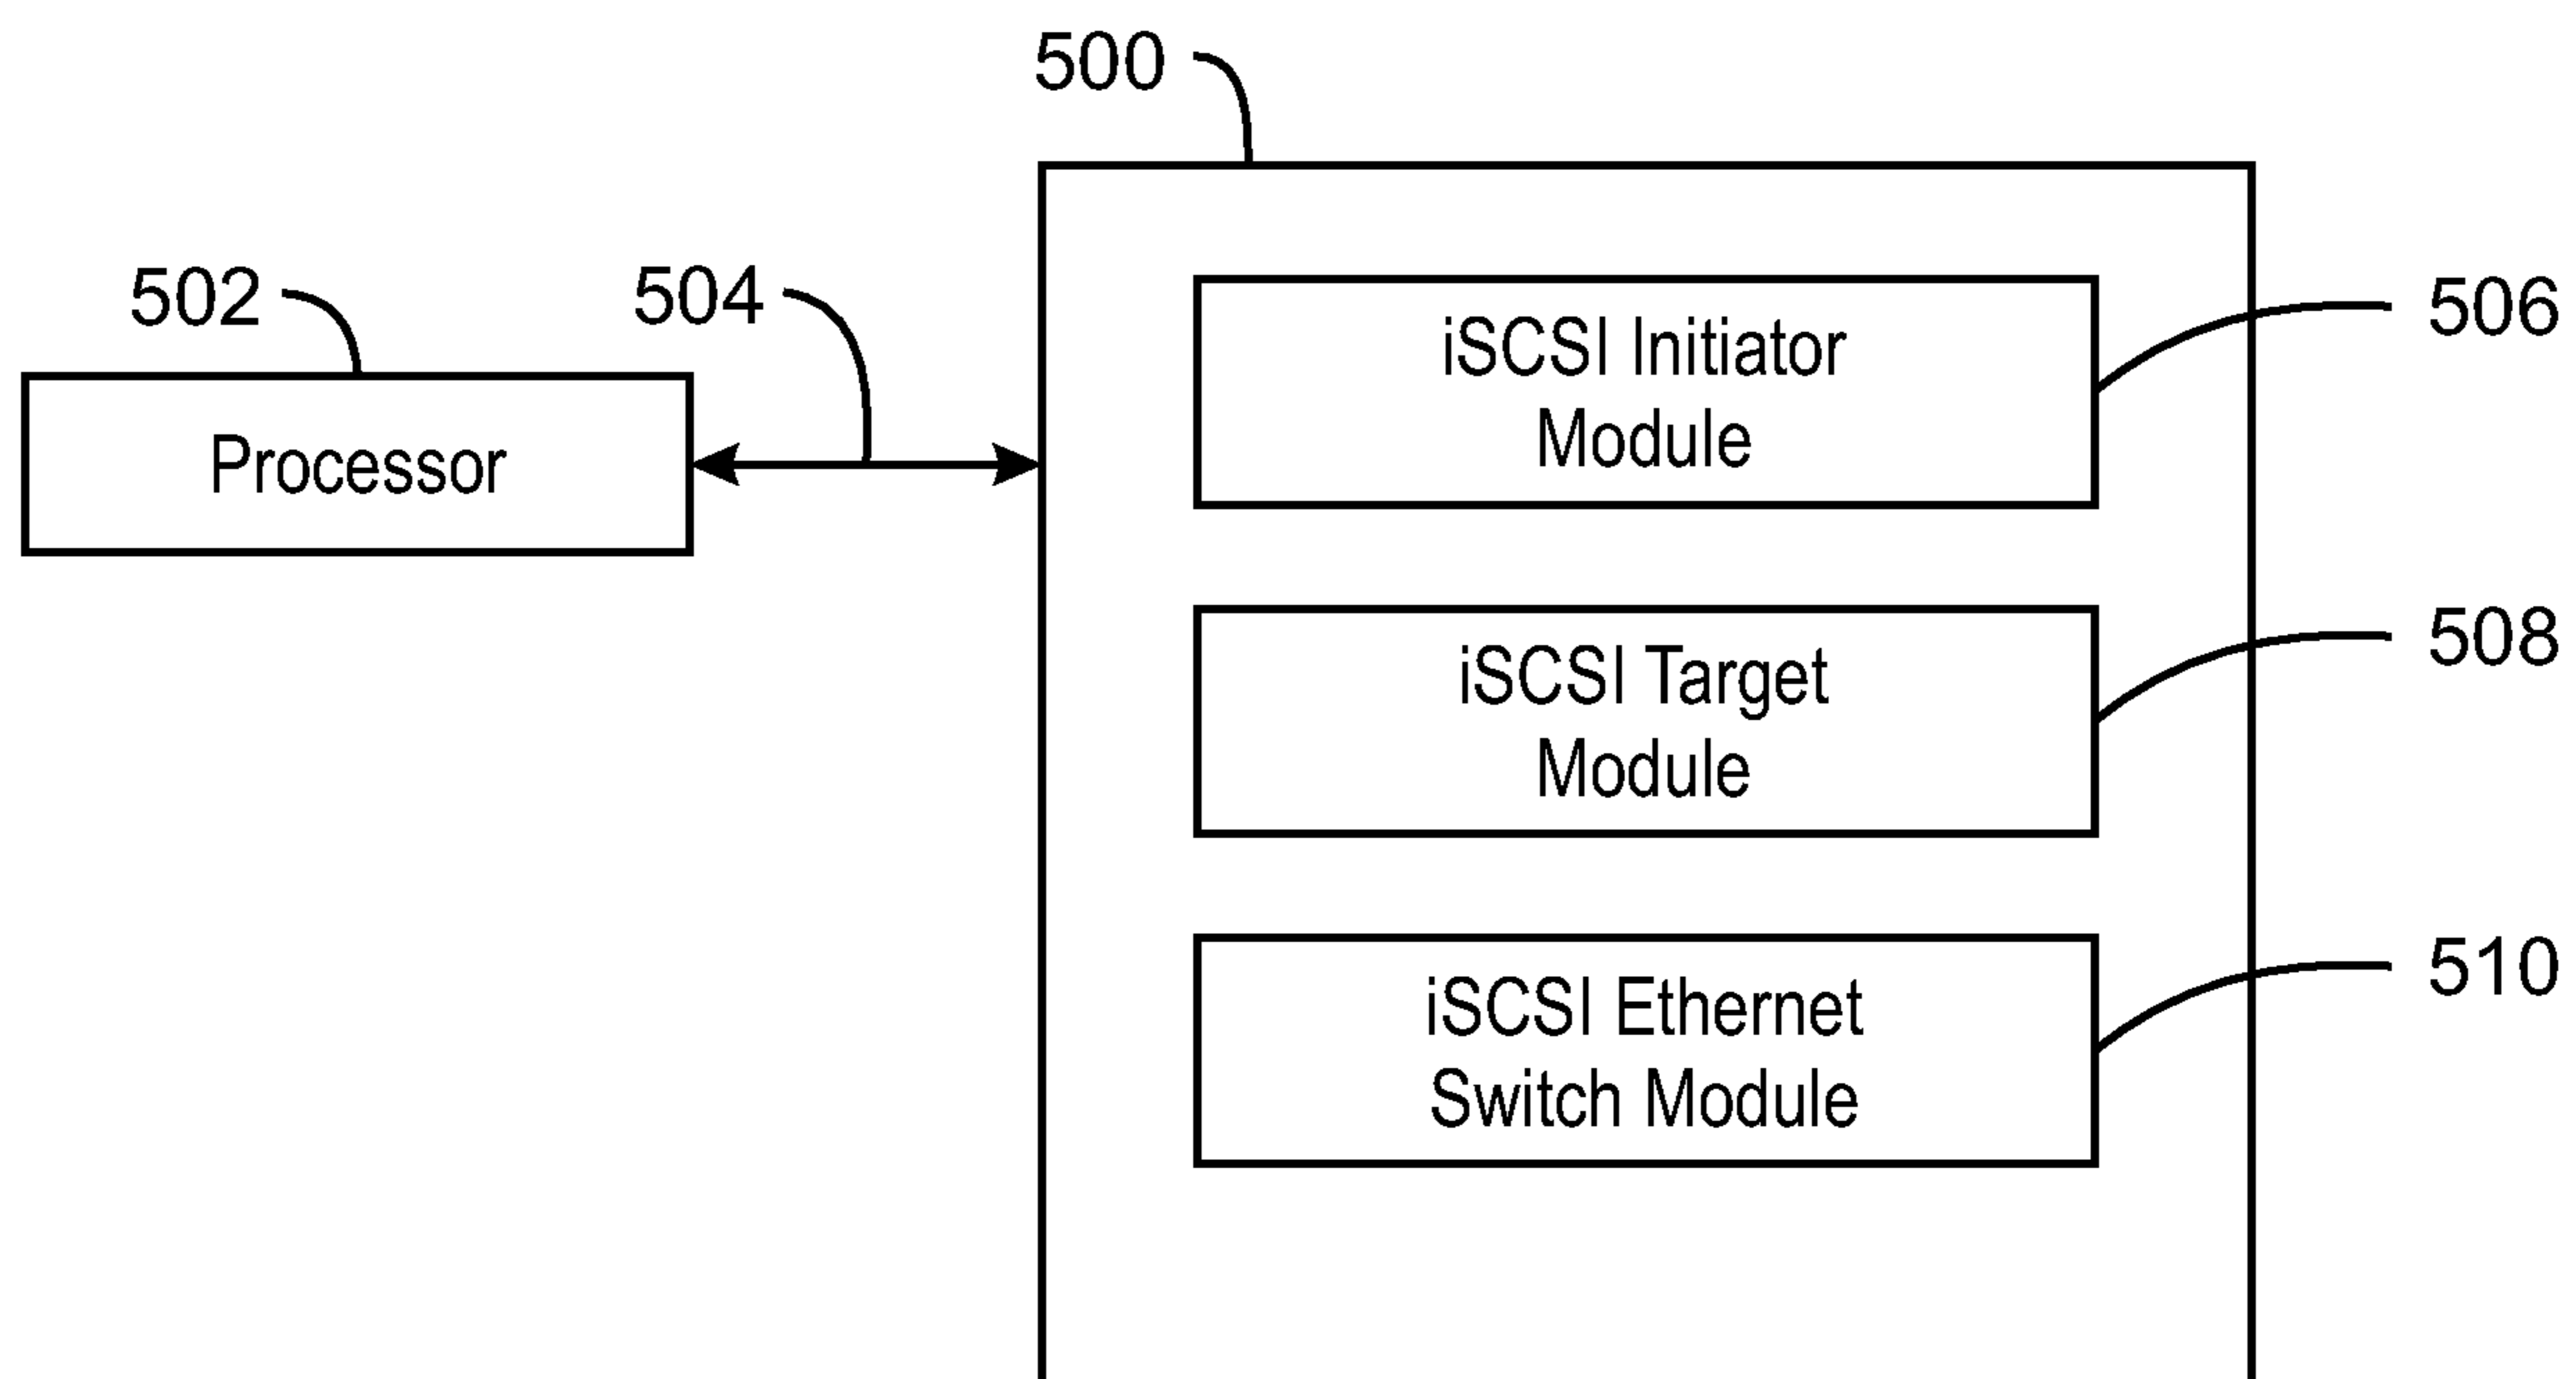 500
502
504
Processor
iSCSI Initiator
Module
506
iSCSI Target
Module
508
iSCSI Ethernet
Switch Module
510